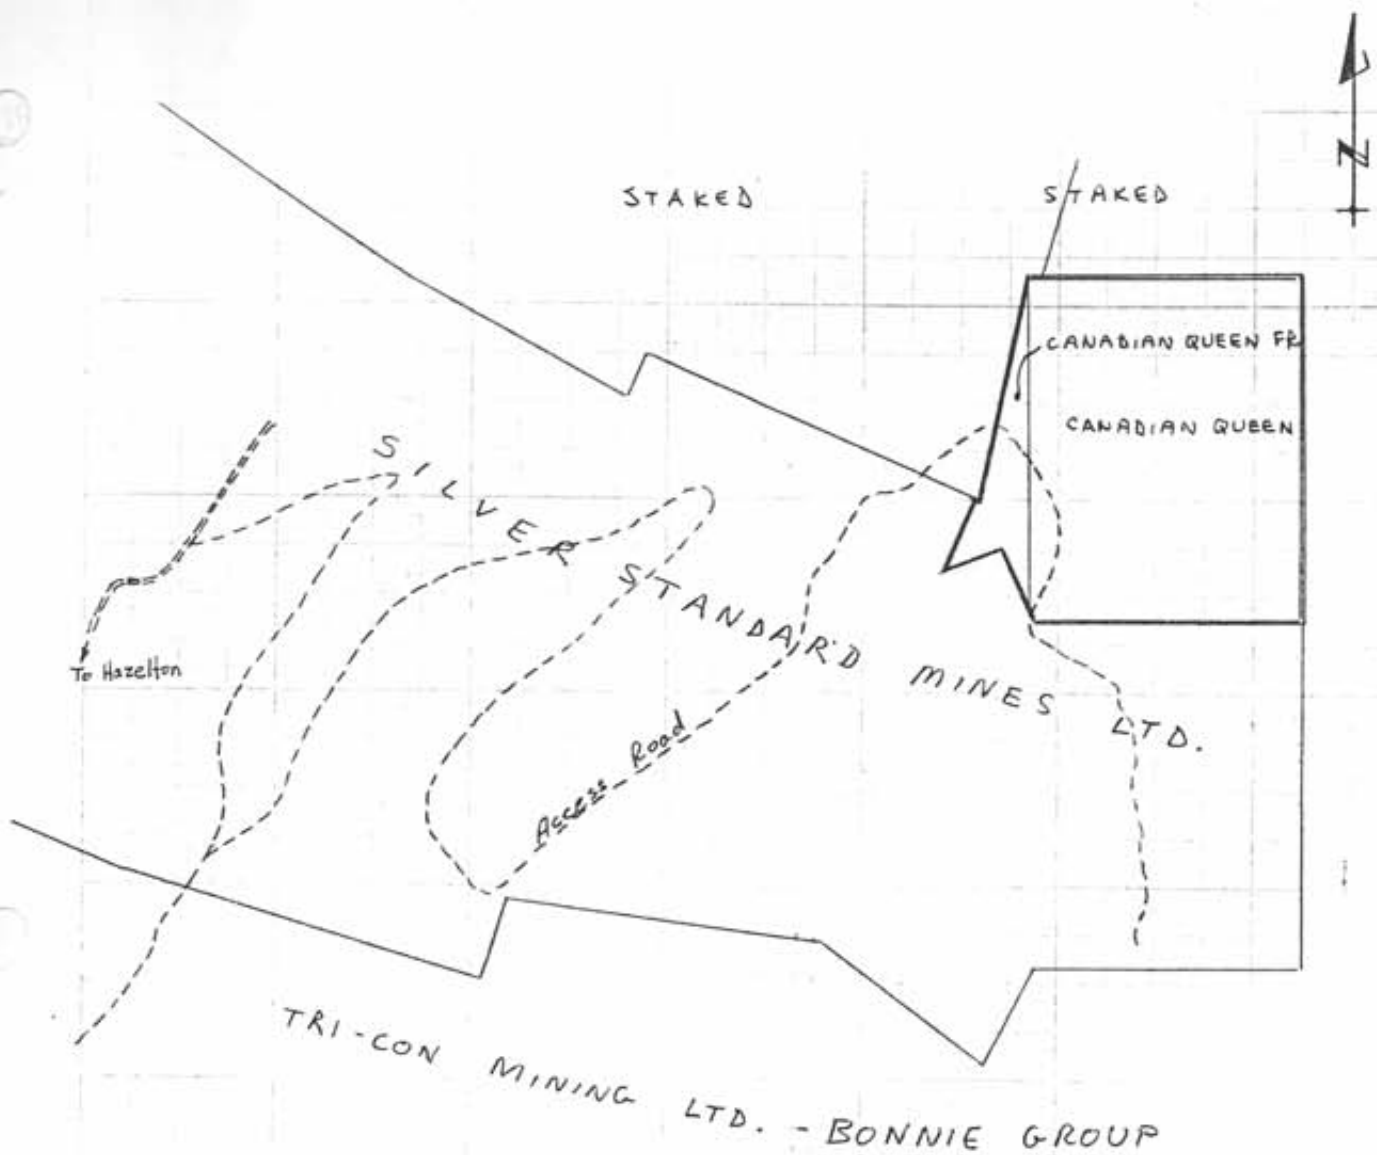 N
STAKED
STAKED
CANADIAN QUEEN FR
CANADIAN QUEEN
SILVER STANDARD MINES LTD.
To Hazelton
Access Road
TRI-CON MINING LTD. - BONNIE GROUP